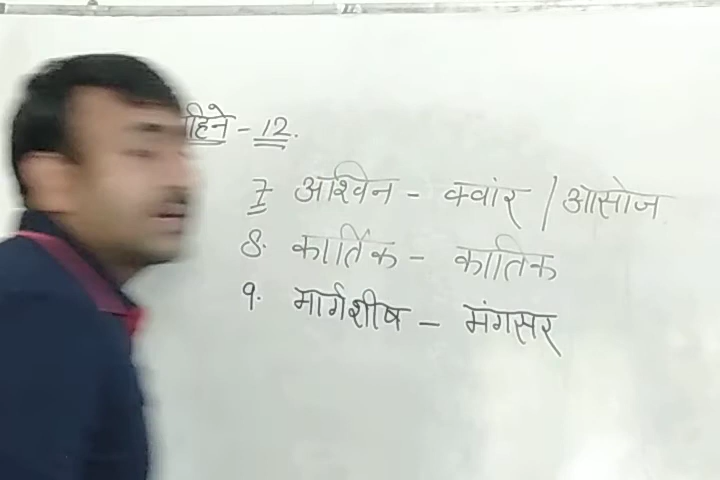 हिने - 12.
7 अश्विन - क्वांर / आसोज
8. कार्तिक - कातिक
9. मार्गशीष - मंगसर